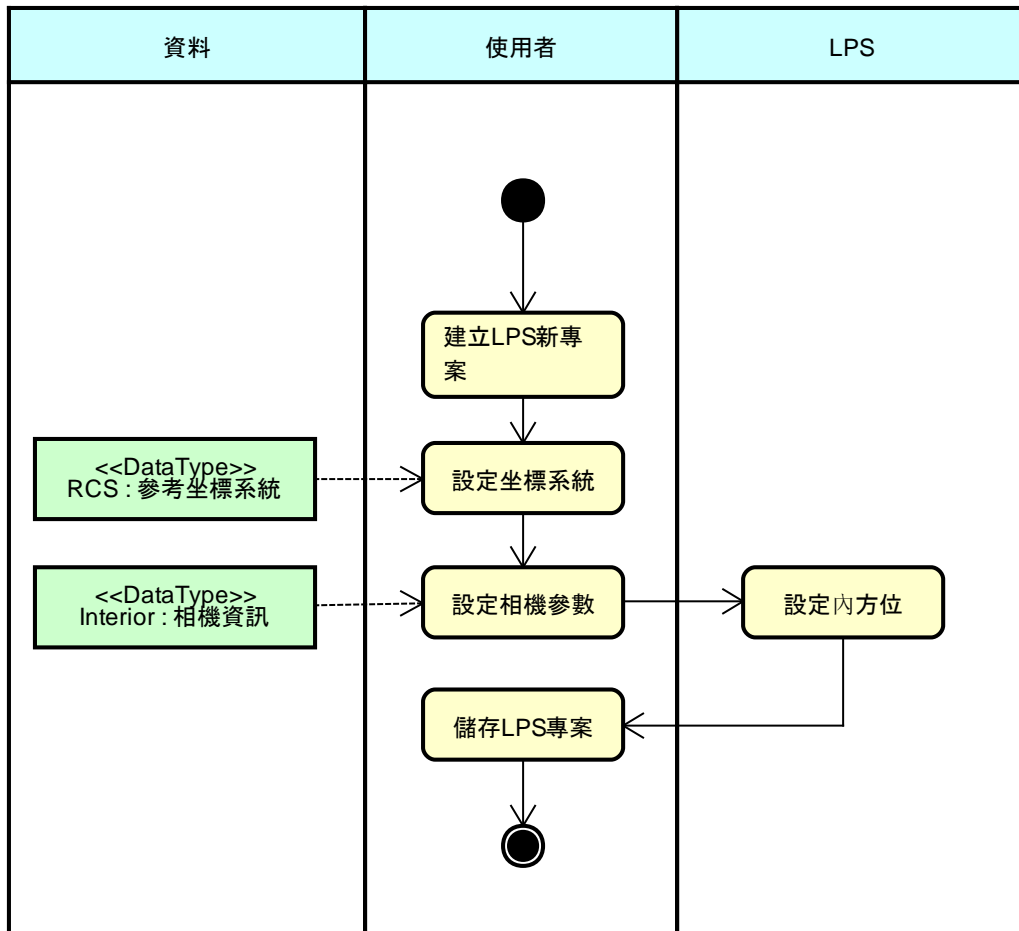 資料
使用者
LPS
建立LPS新專
案
<<DataType>>
RCS : 參考坐標系統
設定坐標系統
<<DataType>>
Interior : 相機資訊
設定相機參數
設定內方位
儲存LPS專案